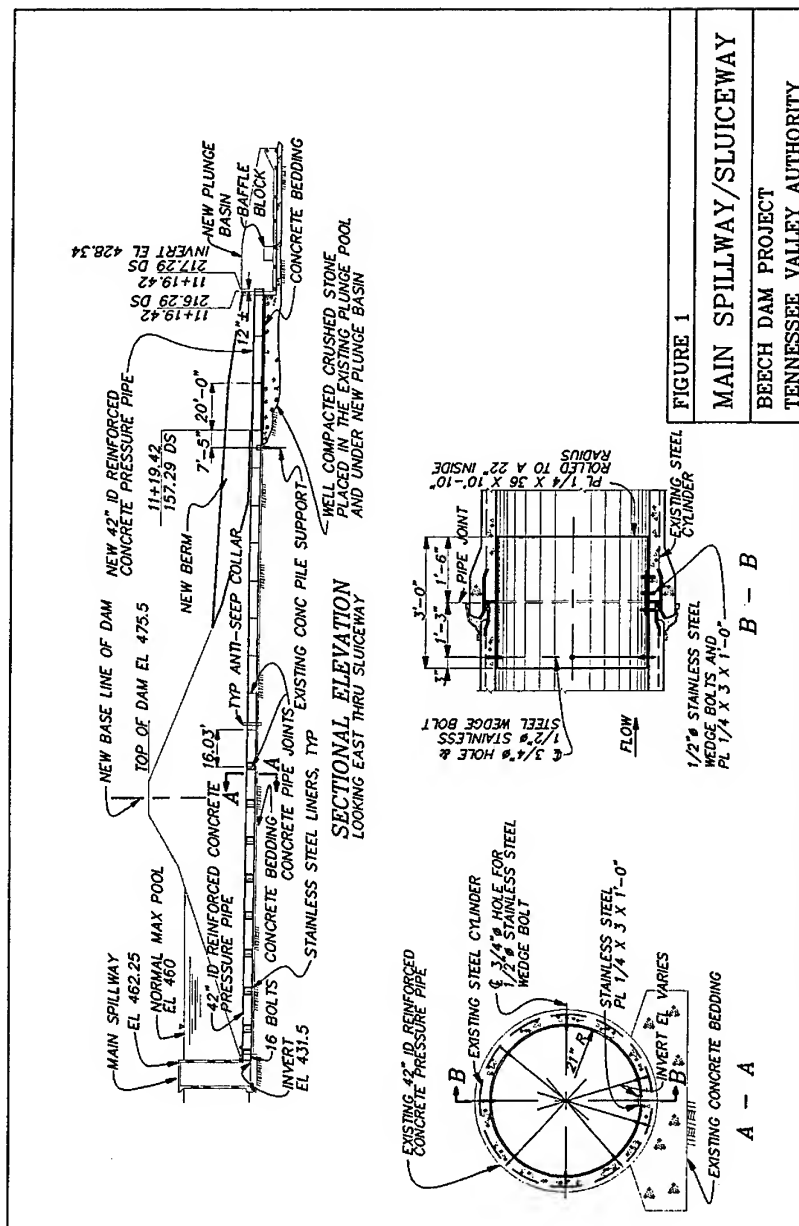 MAIN SPILLWAY
EL 462.25
NORMAL MAX POOL
EL 460
NEW BASE LINE OF DAM
TOP OF DAM EL 475.5
42" ID REINFORCED CONCRETE
PRESSURE PIPE
16 BOLTS
INVERT
EL 431.5
CONCRETE BEDDING
STAINLESS STEEL LINERS, TYP
A
A
16.03'
TYP ANTI-SEEP COLLAR
CONCRETE PIPE JOINTS
EXISTING CONC PILE SUPPORT
NEW BERM
NEW 42" ID REINFORCED
CONCRETE PRESSURE PIPE
11+19.42
157.29 DS
7'-5"
20'-0"
12"±
11+19.42
216.29 DS
11+19.42
217.29 DS
INVERT EL 428.34
NEW PLUNGE
BASIN
BAFFLE
BLOCK
CONCRETE BEDDING
WELL COMPACTED CRUSHED STONE
PLACED IN THE EXISTING PLUNGE POOL
AND UNDER NEW PLUNGE BASIN
SECTIONAL ELEVATION
LOOKING EAST THRU SLUICEWAY
EXISTING 42" ID REINFORCED
CONCRETE PRESSURE PIPE
EXISTING STEEL CYLINDER
℄ 3/4"ø HOLE FOR
1/2"ø STAINLESS STEEL
WEDGE BOLT
B
B
21" R
STAINLESS STEEL
PL 1/4 X 3 X 1'-0"
INVERT EL VARIES
EXISTING CONCRETE BEDDING
A - A
℄ 3/4"ø HOLE &
1/2"ø STAINLESS
STEEL WEDGE BOLT
FLOW
3'-0"
3"
1'-3"
1'-6"
PIPE JOINT
PL 1/4 X 36 X 10'-10"
ROLLED TO A 22" INSIDE
RADIUS
EXISTING STEEL
CYLINDER
1/2"ø STAINLESS STEEL
WEDGE BOLTS AND
PL 1/4 X 3 X 1'-0"
B - B
FIGURE 1
MAIN SPILLWAY/SLUICEWAY
BEECH DAM PROJECT
TENNESSEE VALLEY AUTHORITY